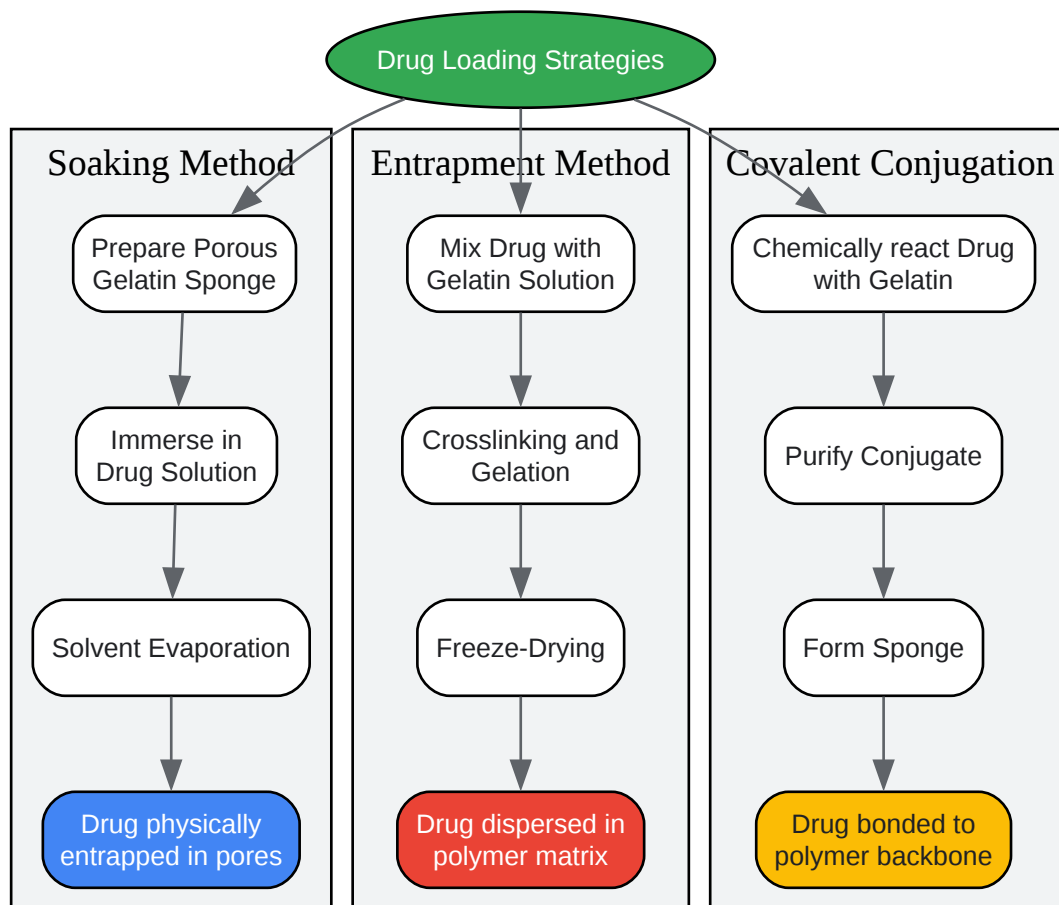 Drug Loading Strategies
Soaking Method
Prepare Porous
Gelatin Sponge
Immerse in
Drug Solution
Solvent Evaporation
Drug physically
entrapped in pores
Entrapment Method
Mix Drug with
Gelatin Solution
Crosslinking and
Gelation
Freeze-Drying
Drug dispersed in
polymer matrix
Covalent Conjugation
Chemically react Drug
with Gelatin
Purify Conjugate
Form Sponge
Drug bonded to
polymer backbone